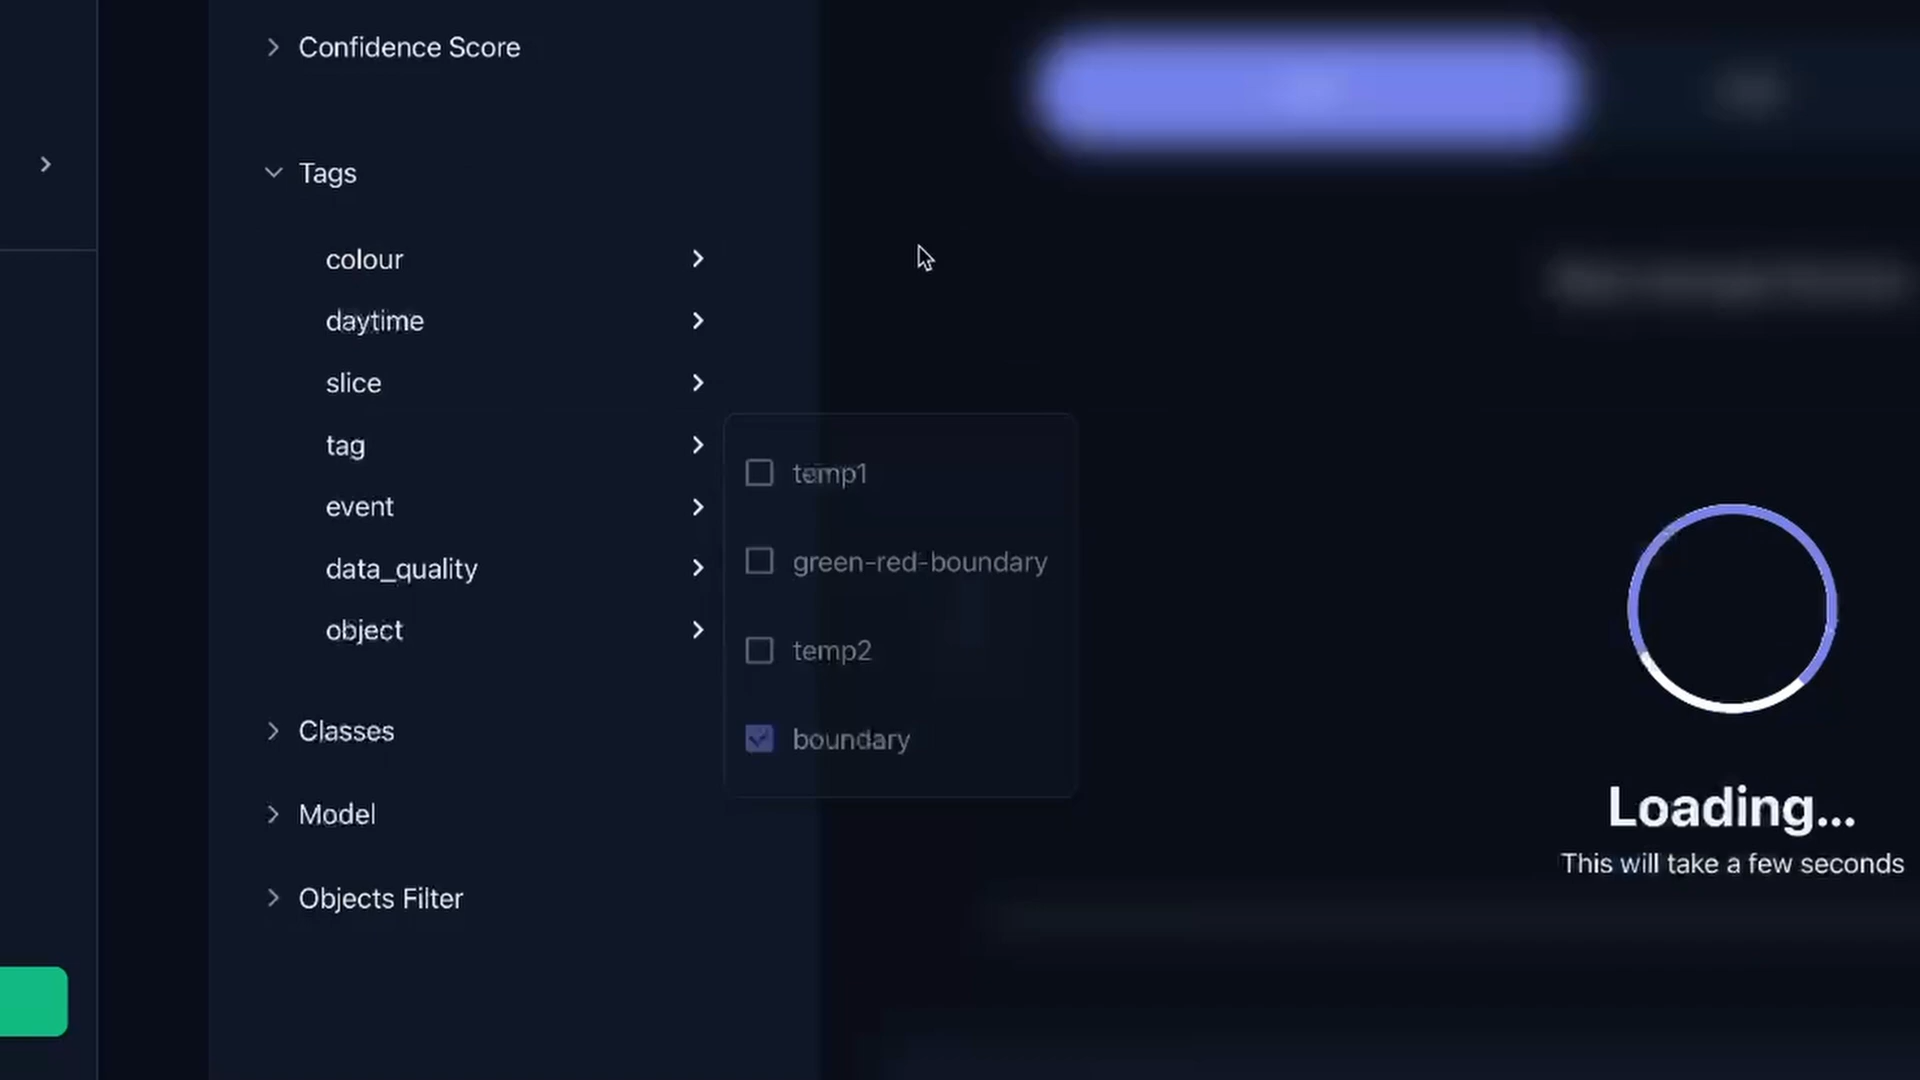 Confidence Score
Tags
colour
daytime
slice
tag
event
data_quality
object
temp1
green-red-boundary
temp2
boundary
Classes
Model
Objects Filter
Loading...
This will take a few seconds